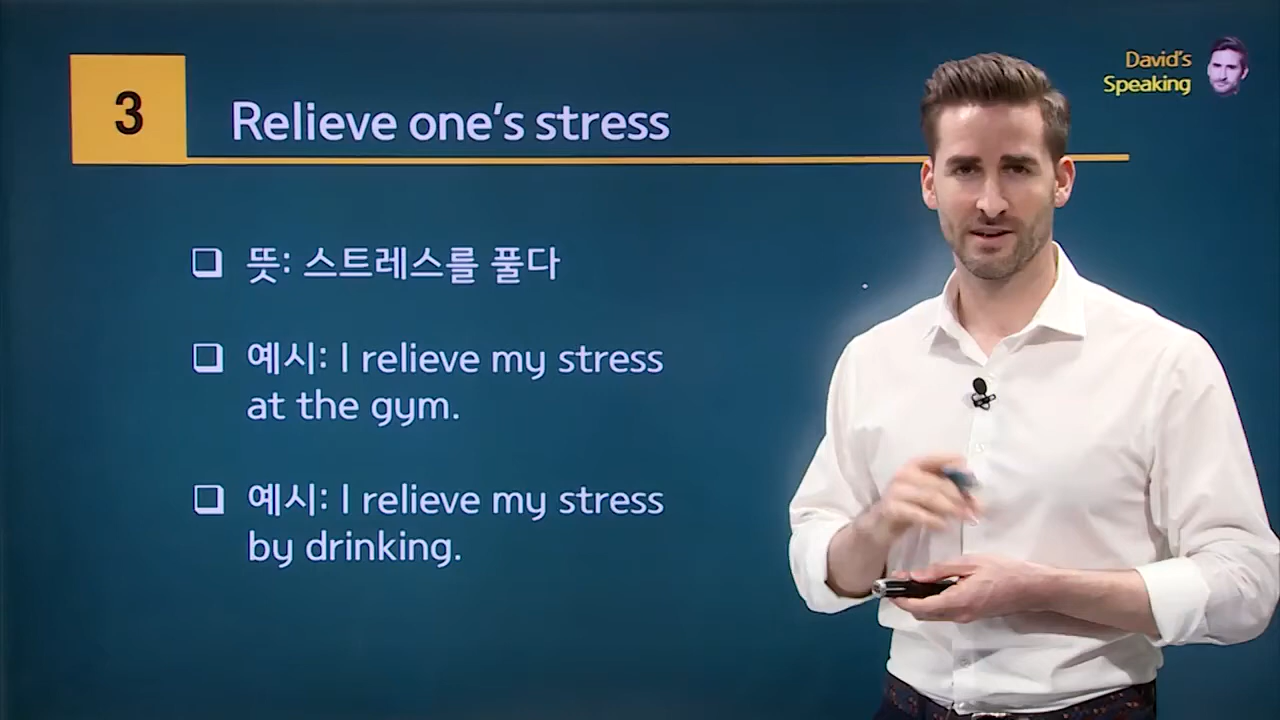 3
Relieve one's stress
David's
Speaking
뜻: 스트레스를 풀다
예시: I relieve my stress
at the gym.
예시: I relieve my stress
by drinking.